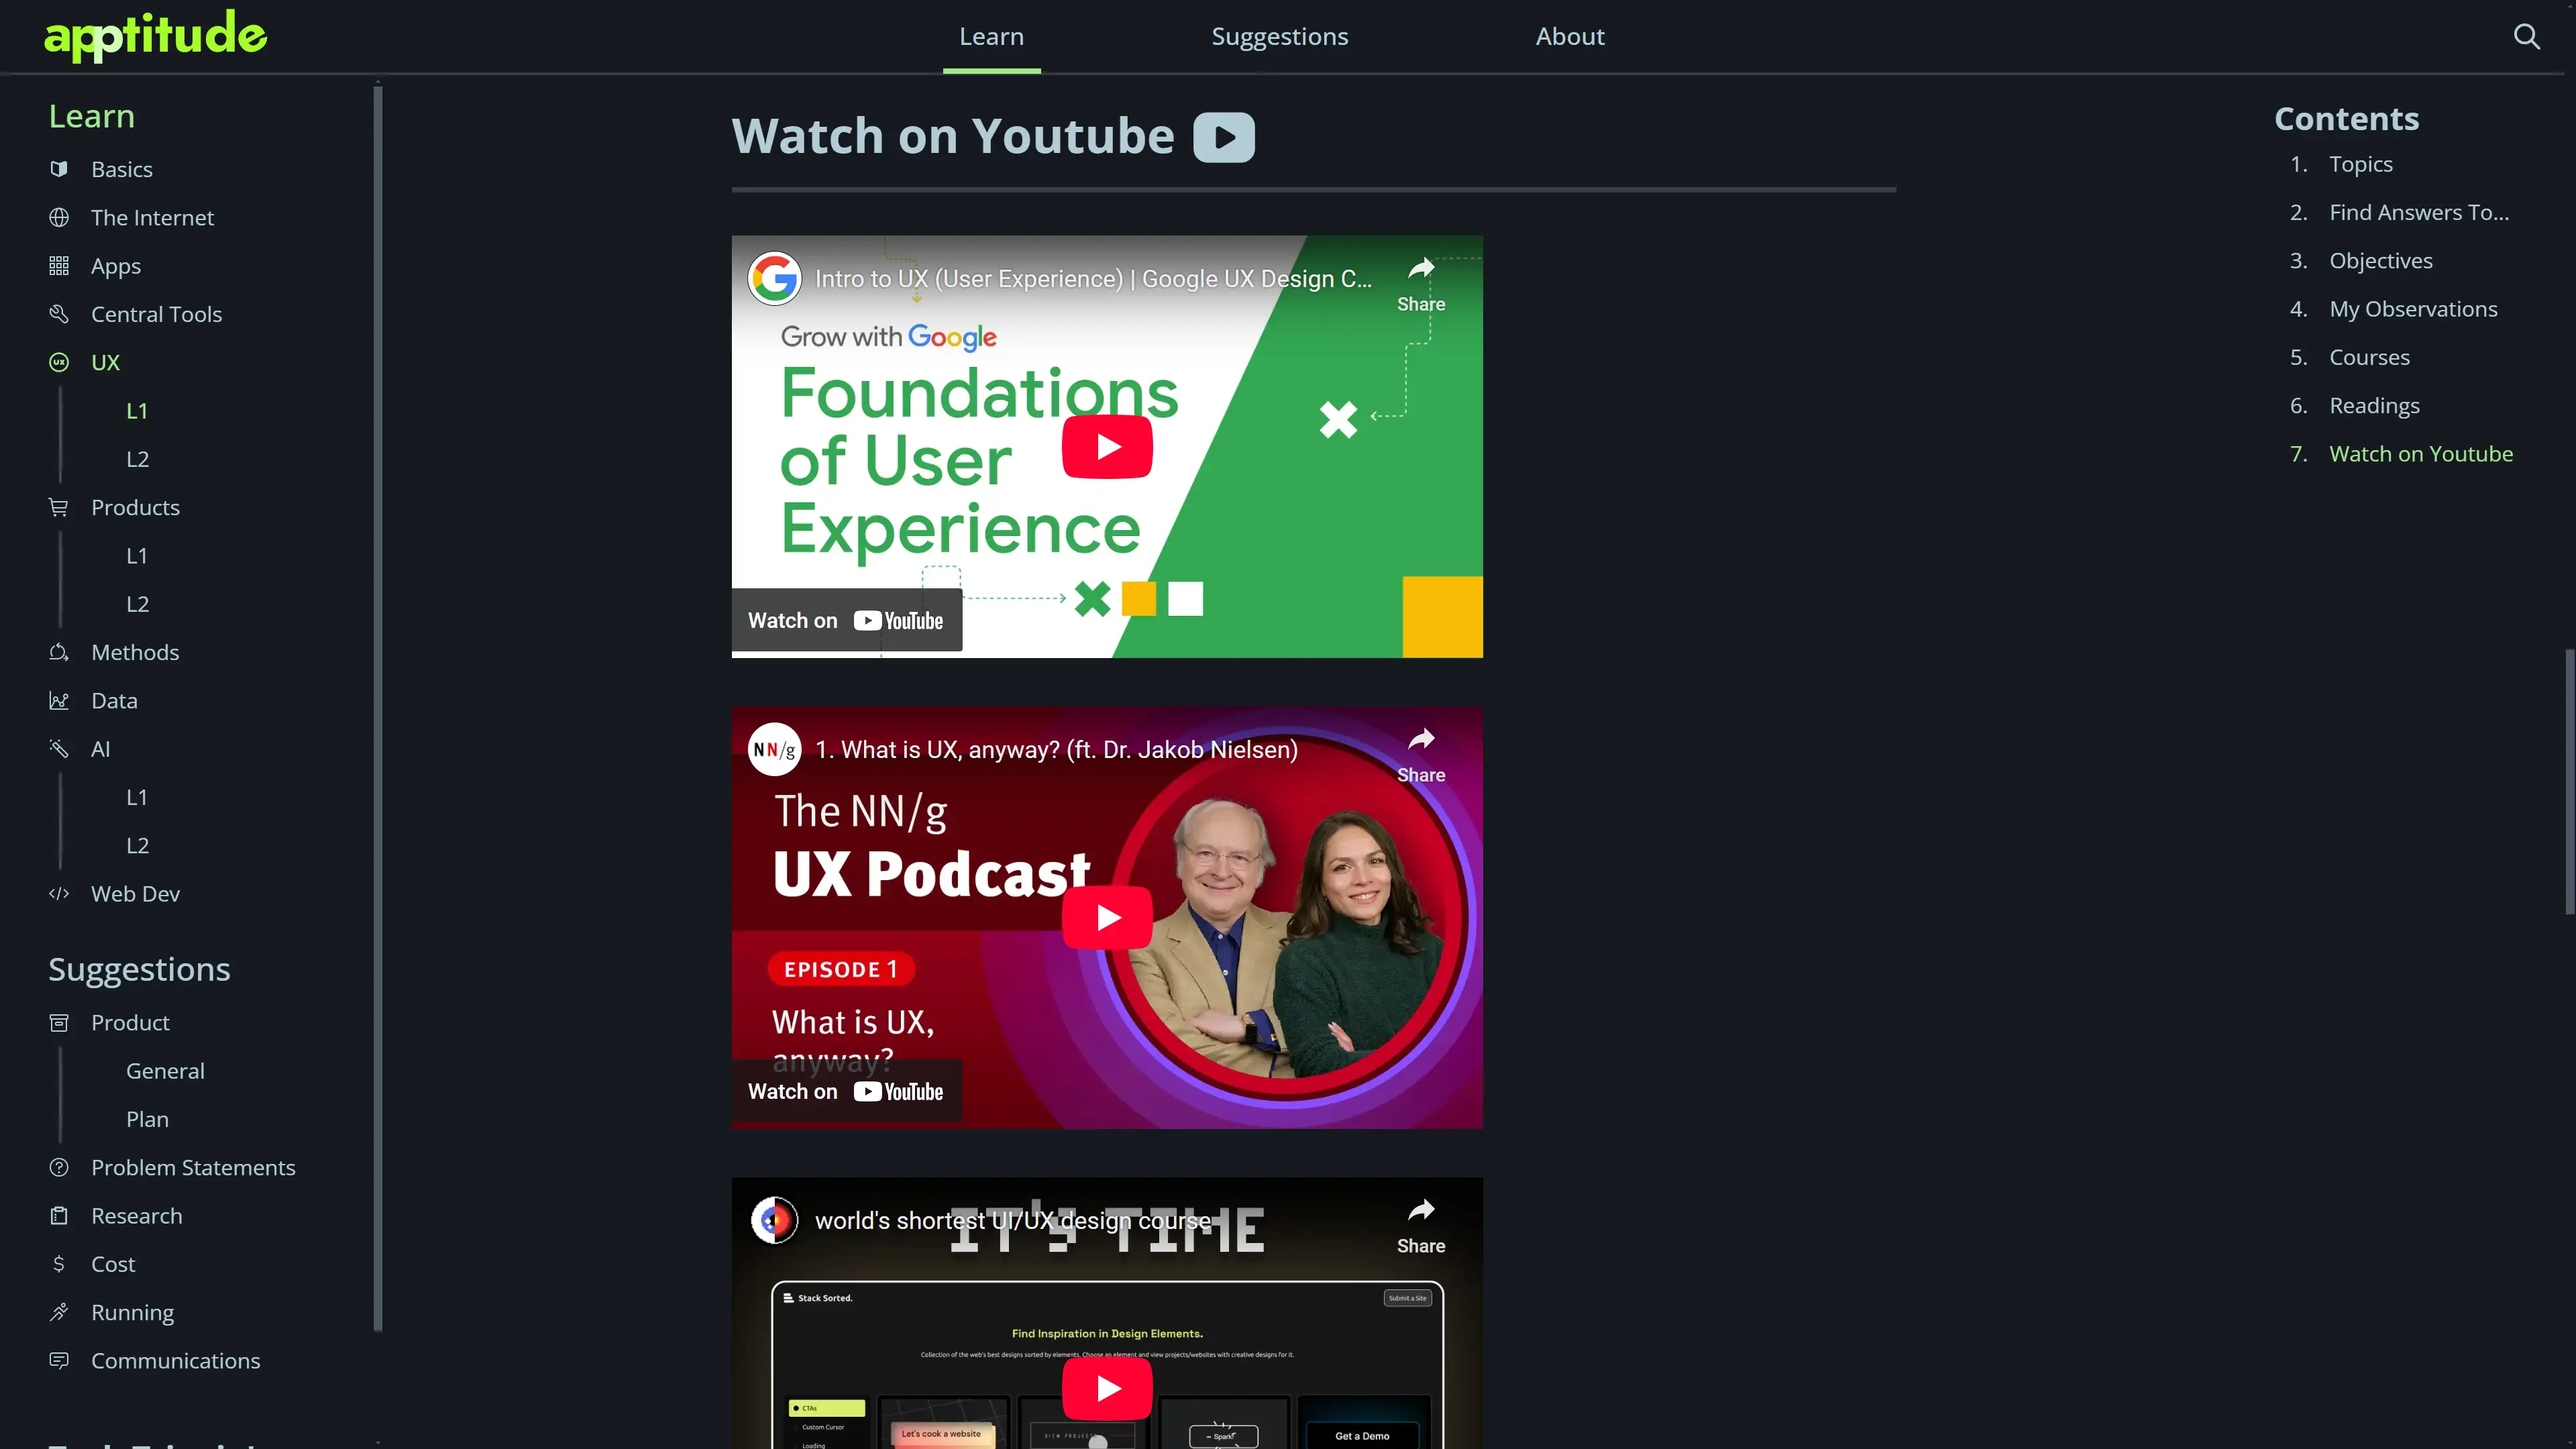 apptitude
Learn
Suggestions
About
Learn
Basics
The Internet
Apps
Central Tools
UX
L1
L2
Products
L1
L2
Methods
Data
AI
L1
L2
Web Dev
Suggestions
Product
General
Plan
Problem Statements
Research
Cost
Running
Communications
Watch on Youtube
Intro to UX (User Experience) | Google UX Design C...
Share
Grow with Google
Foundations
of User
Experience
Watch on YouTube
NN/g
1. What is UX, anyway? (ft. Dr. Jakob Nielsen)
Share
The NN/g
UX Podcast
EPISODE 1
What is UX,
anyway?
Watch on YouTube
world's shortest UI/UX design course
IT'S TIME
Share
Stack Sorted.
Submit a Site
Find Inspiration in Design Elements.
Collection of the web's best designs sorted by elements. Choose an element and view projects/websites with creative designs for it.
CTAs
Custom Cursor
Loading
Let's cook a website
VIEW PROJECT
Spark
Get a Demo
Contents
1. Topics
2. Find Answers To...
3. Objectives
4. My Observations
5. Courses
6. Readings
7. Watch on Youtube